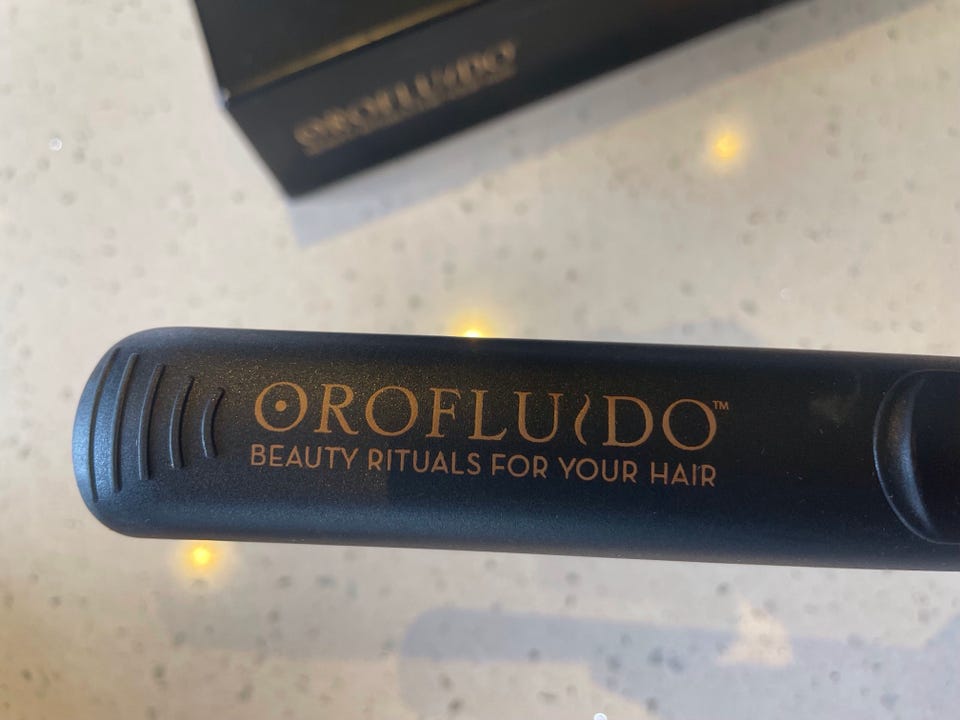 OROFLUIDO
OROFLUIDO™
BEAUTY RITUALS FOR YOUR HAIR